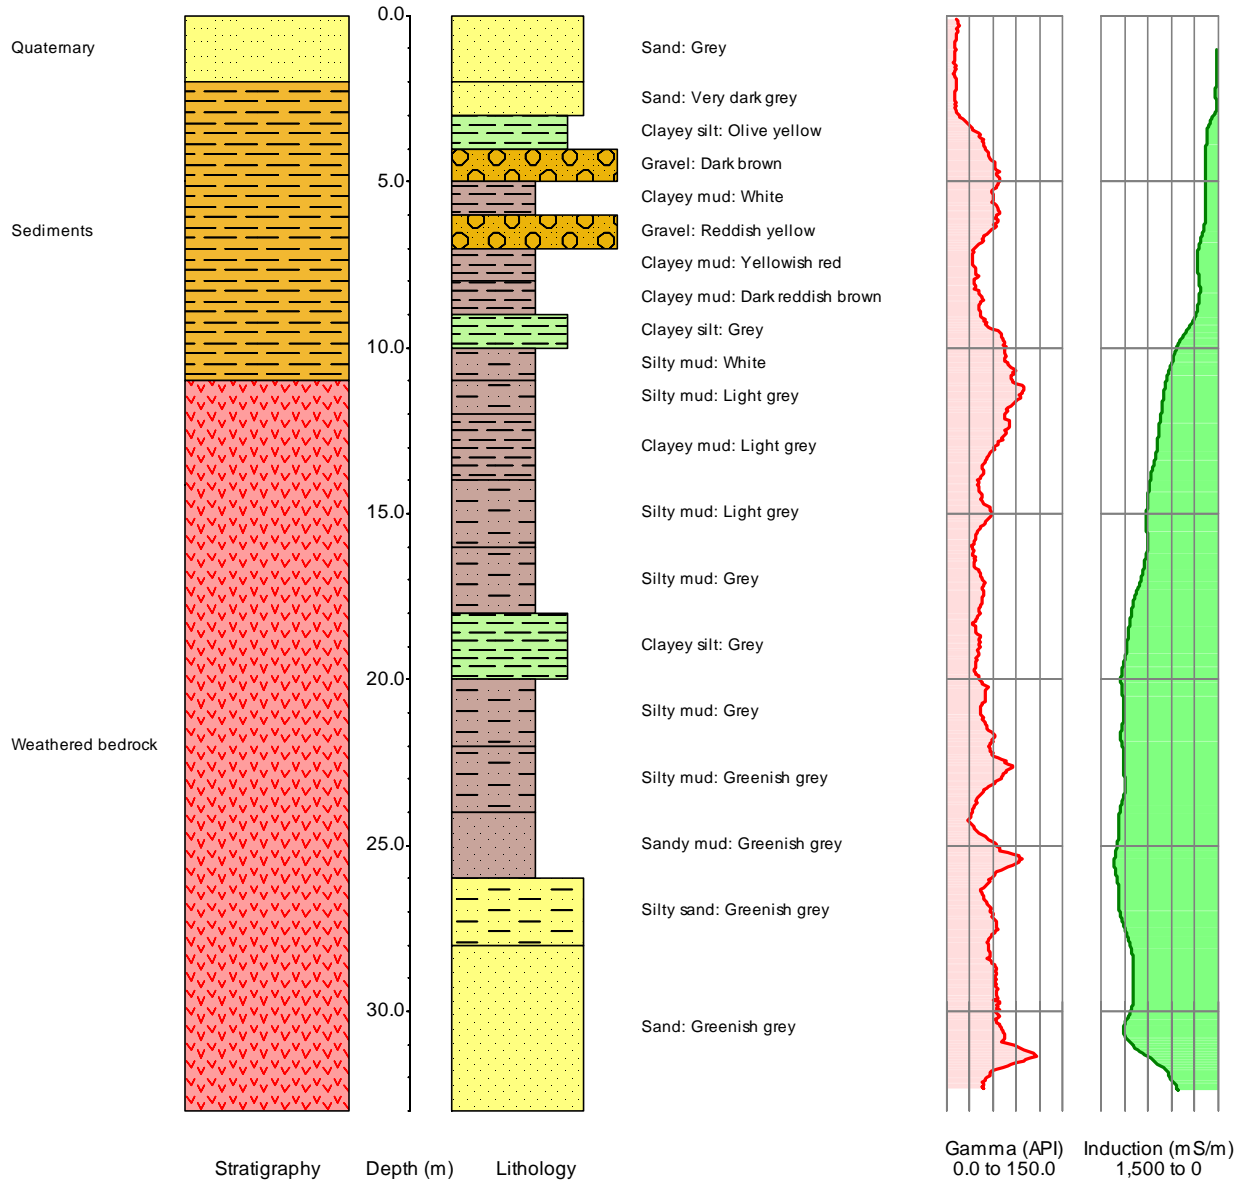 0.0
Quaternary
Sand: Grey
Sand: Very dark grey
Clayey silt: Olive yellow
Gravel: Dark brown
5.0
Clayey mud: White
Sediments
Gravel: Reddish yellow
Clayey mud: Yellowish red
Clayey mud: Dark reddish brown
Clayey silt: Grey
10.0
Silty mud: White
Silty mud: Light grey
Clayey mud: Light grey
15.0
Silty mud: Light grey
Silty mud: Grey
Clayey silt: Grey
20.0
Silty mud: Grey
Weathered bedrock
Silty mud: Greenish grey
25.0
Sandy mud: Greenish grey
Silty sand: Greenish grey
30.0
Sand: Greenish grey
Stratigraphy
Depth (m)
Lithology
Gamma (API)
0.0 to 150.0
Induction (mS/m)
1,500 to 0